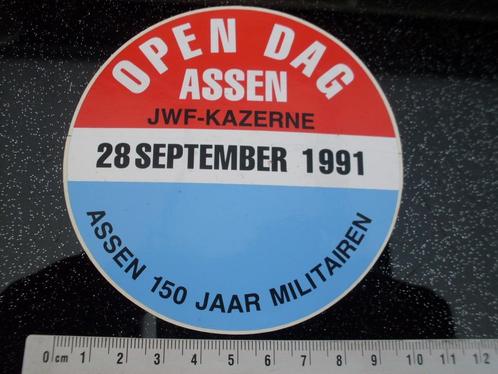 OPEN DAG
ASSEN
JWF-KAZERNE
28 SEPTEMBER 1991
ASSEN 150 JAAR MILITAIREN
0 cm 1 2 3 4 5 6 7 8 9 10 11 12